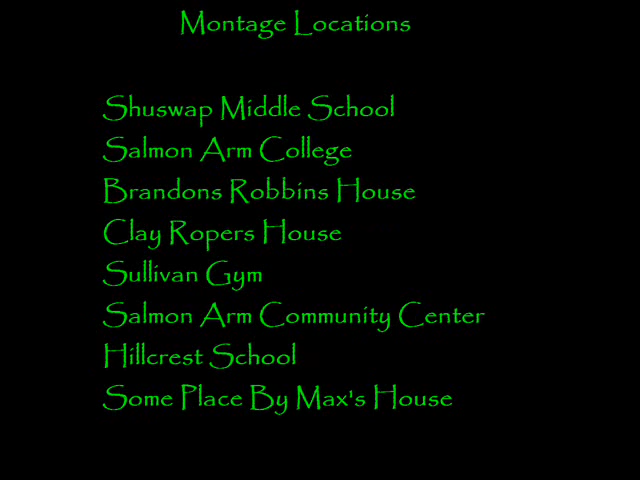 Montage Locations
Shuswap Middle School
Salmon Arm College
Brandons Robbins House
Clay Ropers House
Sullivan Gym
Salmon Arm Community Center
Hillcrest School
Some Place By Max's House